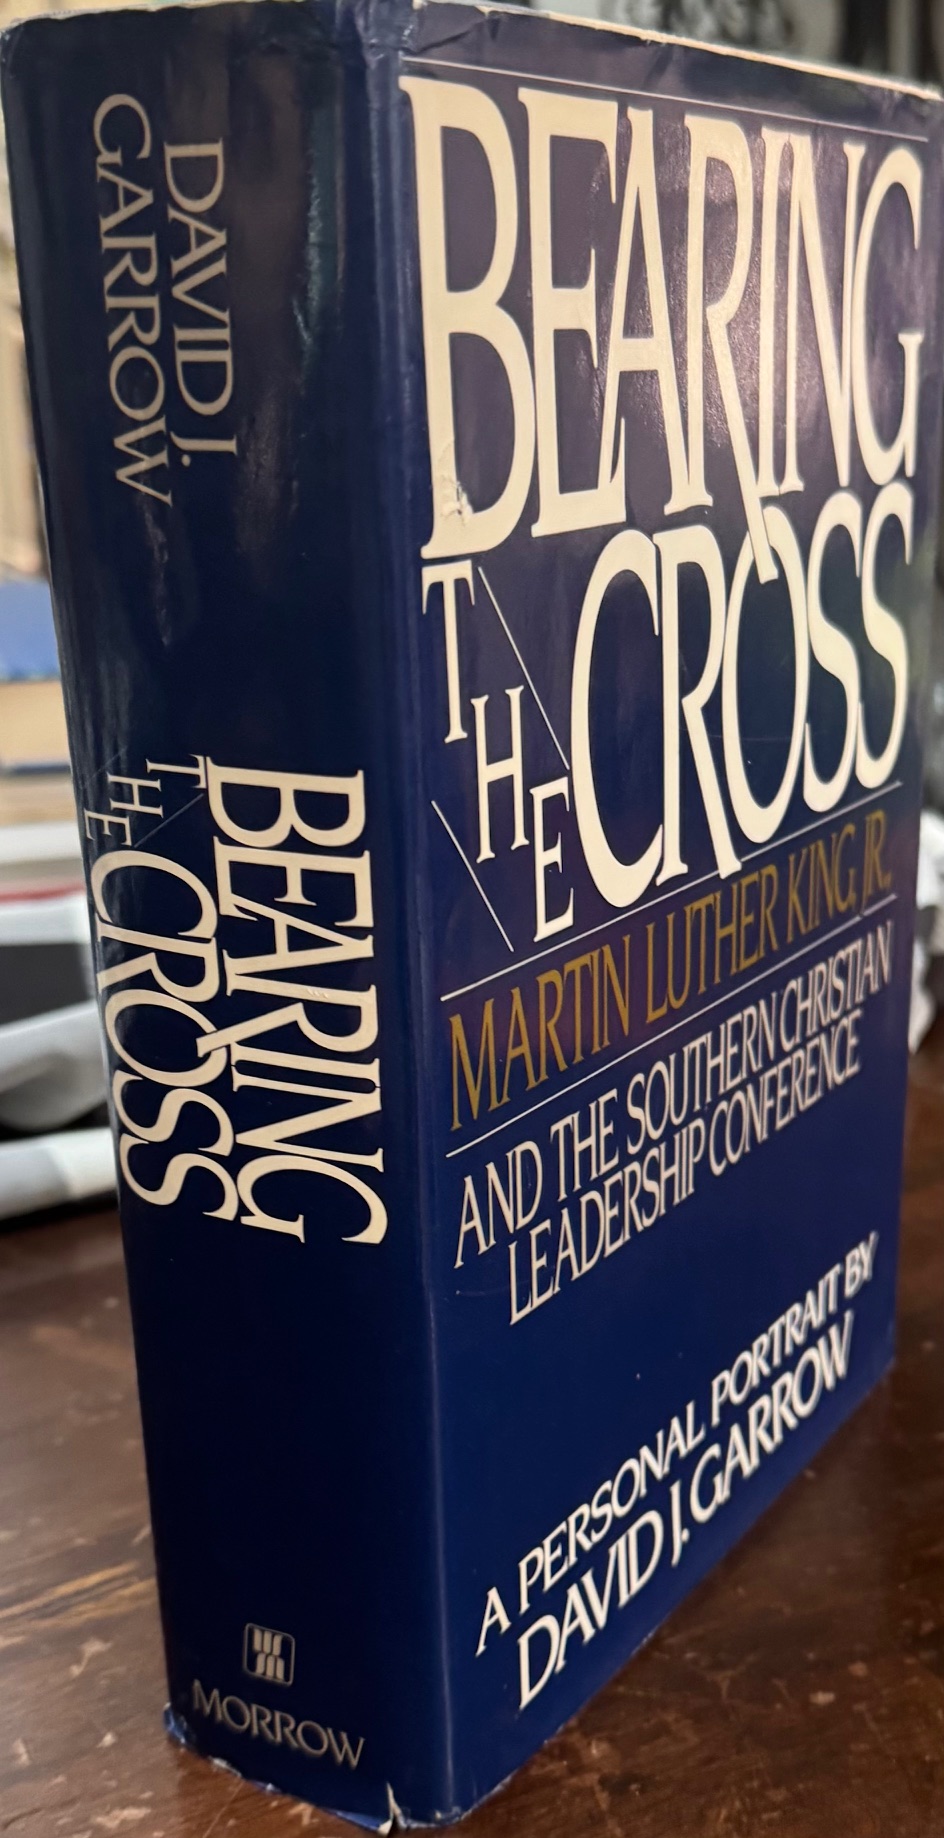 DAVID J.
GARROW
BEARING
THE CROSS
MORROW
BEARING
THE CROSS
MARTIN LUTHER KING, JR.,
AND THE SOUTHERN CHRISTIAN
LEADERSHIP CONFERENCE
A PERSONAL PORTRAIT BY
DAVID J. GARROW